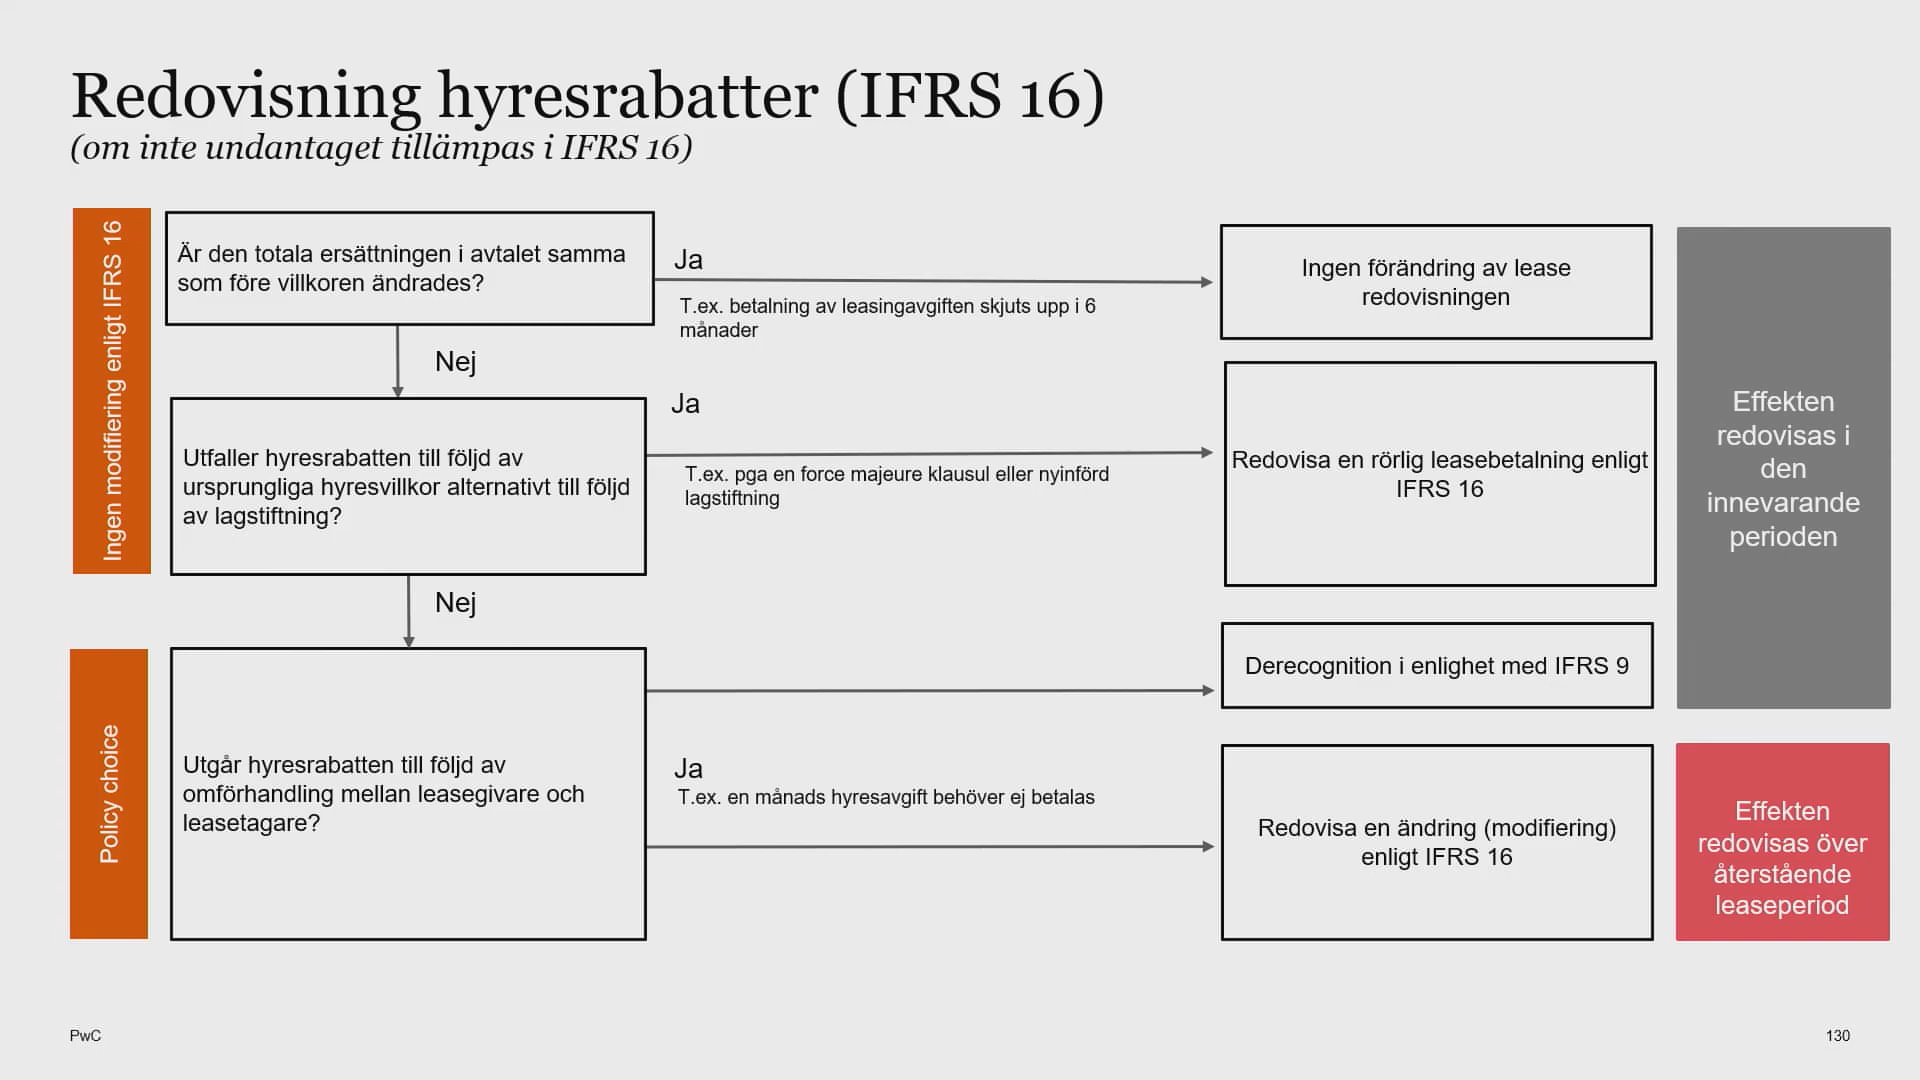 Redovisning hyresrabatter (IFRS 16)
(om inte undantaget tillämpas i IFRS 16)
Ingen modifiering enligt IFRS 16
Är den totala ersättningen i avtalet samma
som före villkoren ändrades?
Ja
T.ex. betalning av leasingavgiften skjuts upp i 6
månader
Ingen förändring av lease
redovisningen
Nej
Utfaller hyresrabatten till följd av
ursprungliga hyresvillkor alternativt till följd
av lagstiftning?
Ja
T.ex. pga en force majeure klausul eller nyinförd
lagstiftning
Redovisa en rörlig leasebetalning enligt
IFRS 16
Effekten
redovisas i
den
innevarande
perioden
Nej
Policy choice
Utgår hyresrabatten till följd av
omförhandling mellan leasegivare och
leasetagare?
Derecognition i enlighet med IFRS 9
Ja
T.ex. en månads hyresavgift behöver ej betalas
Redovisa en ändring (modifiering)
enligt IFRS 16
Effekten
redovisas över
återstående
leaseperiod
PwC
130